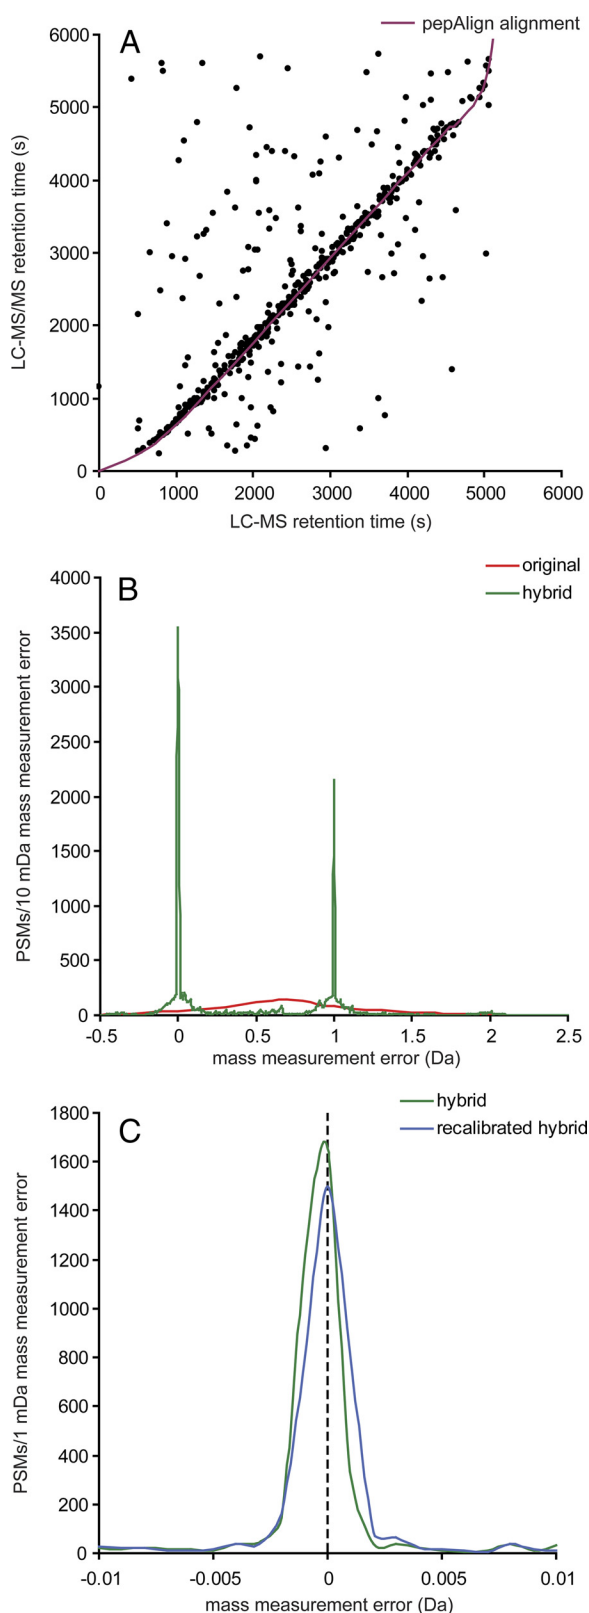 A
pepAlign alignment
LC-MS/MS retention time (s)
6000
5000
4000
3000
2000
1000
0
0 1000 2000 3000 4000 5000 6000
LC-MS retention time (s)
B
original
hybrid
PSMs/10 mDa mass measurement error
4000
3500
3000
2500
2000
1500
1000
500
0
-0.5 0 0.5 1 1.5 2 2.5
mass measurement error (Da)
C
hybrid
recalibrated hybrid
PSMs/1 mDa mass measurement error
1800
1600
1400
1200
1000
800
600
400
200
0
-0.01 -0.005 0 0.005 0.01
mass measurement error (Da)